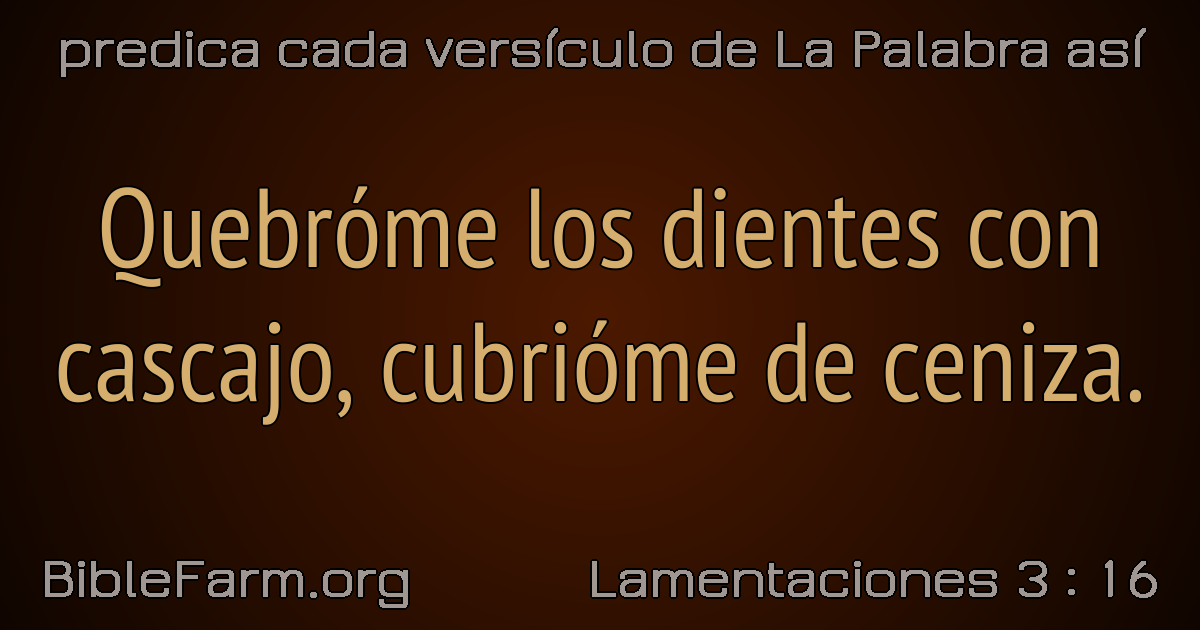 predica cada versículo de La Palabra así
Quebróme los dientes con
cascajo, cubrióme de ceniza.
BibleFarm.org
Lamentaciones 3 : 16